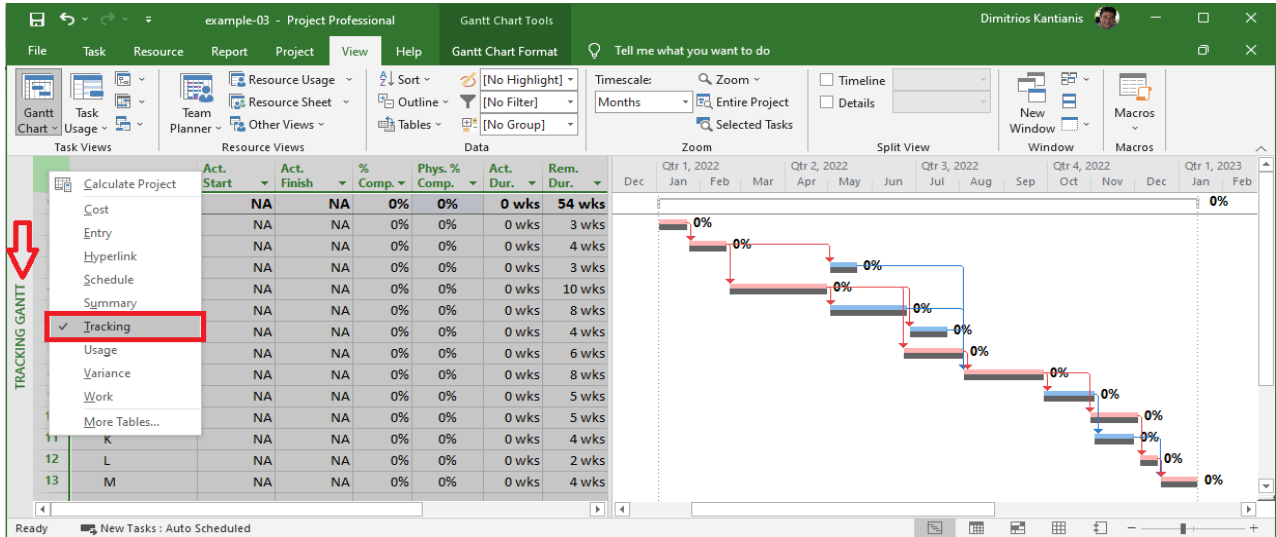 example-03 - Project Professional Gantt Chart Tools Dimitrios Kantianis
File Task Resource Report Project View Help Gantt Chart Format Tell me what you want to do
Gantt Chart
Task Usage
Task Views
Team Planner
Resource Usage
Resource Sheet
Other Views
Resource Views
Sort
Outline
Tables
[No Highlight]
[No Filter]
[No Group]
Data
Timescale:
Months
Zoom
Entire Project
Selected Tasks
Zoom
Timeline
Details
Split View
New Window
Window
Macros
Macros
TRACKING GANTT
Calculate Project
Cost
Entry
Hyperlink
Schedule
Summary
Tracking
Usage
Variance
Work
More Tables...
Act. Start Act. Finish % Comp. Phys. % Comp. Act. Dur. Rem. Dur.
NA NA 0% 0% 0 wks 54 wks
NA NA 0% 0% 0 wks 3 wks
NA NA 0% 0% 0 wks 4 wks
NA NA 0% 0% 0 wks 3 wks
NA NA 0% 0% 0 wks 10 wks
NA NA 0% 0% 0 wks 8 wks
NA NA 0% 0% 0 wks 4 wks
NA NA 0% 0% 0 wks 6 wks
NA NA 0% 0% 0 wks 8 wks
NA NA 0% 0% 0 wks 5 wks
NA NA 0% 0% 0 wks 5 wks
11 K NA NA 0% 0% 0 wks 4 wks
12 L NA NA 0% 0% 0 wks 2 wks
13 M NA NA 0% 0% 0 wks 4 wks
Qtr 1, 2022 Qtr 2, 2022 Qtr 3, 2022 Qtr 4, 2022 Qtr 1, 2023
Dec Jan Feb Mar Apr May Jun Jul Aug Sep Oct Nov Dec Jan Feb
0%
0%
0%
0%
0%
0%
0%
0%
0%
0%
0%
0%
0%
0%
Ready New Tasks : Auto Scheduled